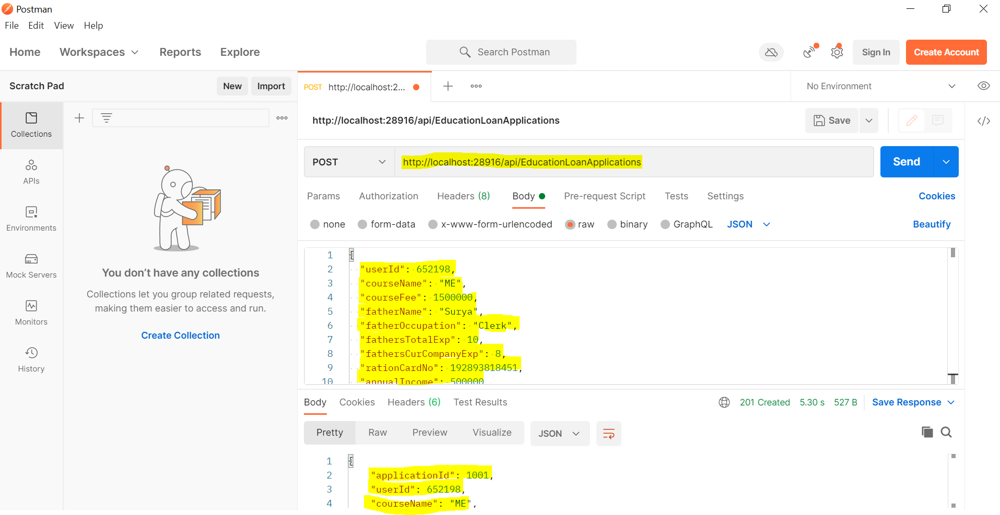 Postman
File Edit View Help
Home Workspaces Reports Explore Search Postman Sign In Create Account
Scratch Pad New Import POST http://localhost:2... No Environment
http://localhost:28916/api/EducationLoanApplications Save
Collections
POST http://localhost:28916/api/EducationLoanApplications Send
APIs
Params Authorization Headers (8) Body Pre-request Script Tests Settings Cookies
Environments
none form-data x-www-form-urlencoded raw binary GraphQL JSON Beautify
Mock Servers
Monitors
History
You don't have any collections
Collections let you group related requests,
making them easier to access and run.
Create Collection
1 {
2 "userId": 652198,
3 "courseName": "ME",
4 "courseFee": 1500000,
5 "fatherName": "Surya",
6 "fatherOccupation": "Clerk",
7 "fathersTotalExp": 10,
8 "fathersCurCompanyExp": 8,
9 "rationCardNo": 192893818451,
10 "annualIncome": 500000
Body Cookies Headers (6) Test Results 201 Created 5.30 s 527 B Save Response
Pretty Raw Preview Visualize JSON
1 {
2 "applicationId": 1001,
3 "userId": 652198,
4 "courseName": "ME",